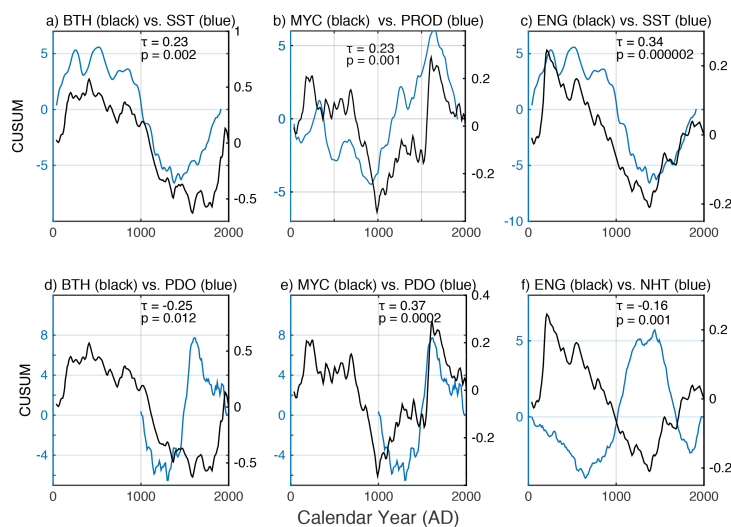 a) BTH (black) vs. SST (blue)
b) MYC (black) vs. PROD (blue)
c) ENG (black) vs. SST (blue)
τ = 0.23
p = 0.002
τ = 0.23
p = 0.001
τ = 0.34
p = 0.000002
CUSUM
5
0
-5
1
0.5
0
-0.5
0 1000 2000
5
0
-5
0.2
0
-0.2
0 1000 2000
5
0
-5
-10
0.2
0
-0.2
0 1000 2000
d) BTH (black) vs. PDO (blue)
e) MYC (black) vs. PDO (blue)
f) ENG (black) vs. NHT (blue)
τ = -0.25
p = 0.012
τ = 0.37
p = 0.0002
τ = -0.16
p = 0.001
CUSUM
8
4
0
-4
0.5
0
-0.5
0 1000 2000
8
4
0
-4
0.4
0.2
0
-0.2
0 1000 2000
5
0
0.2
0
-0.2
0 1000 2000
Calendar Year (AD)